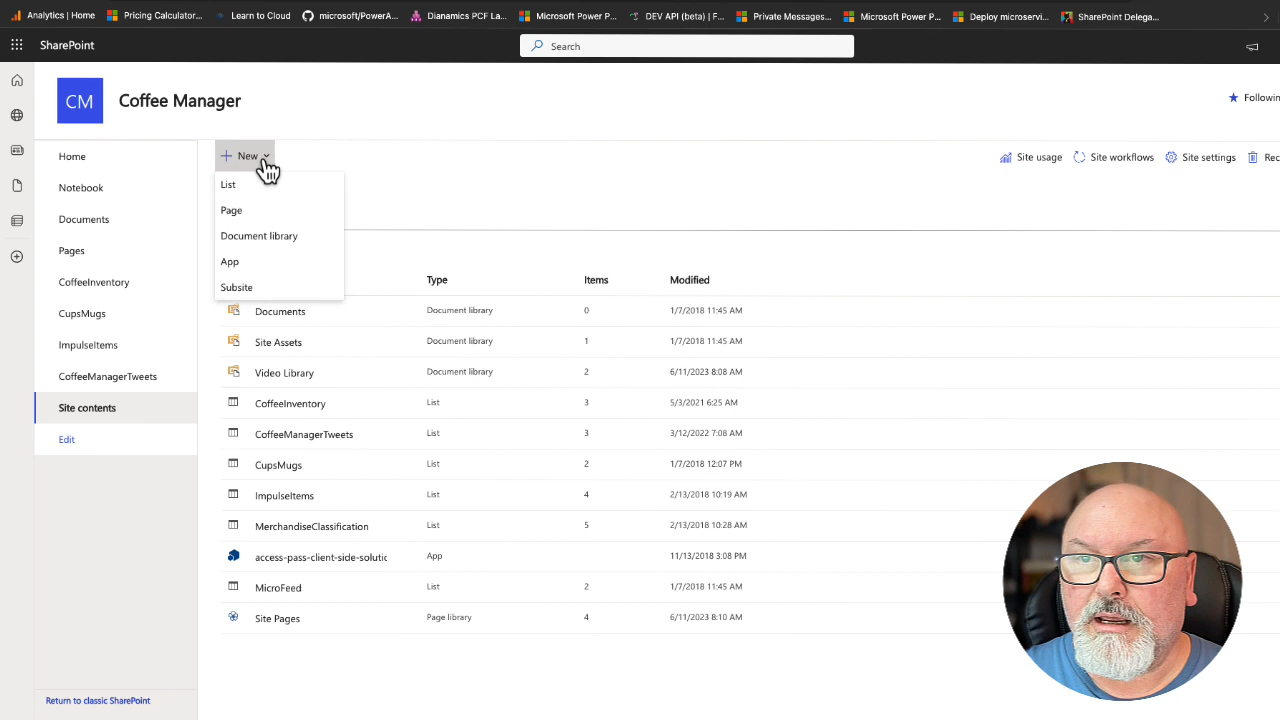 Analytics | Home
Pricing Calculator...
Learn to Cloud
microsoft/PowerA...
Dianamics PCF La...
Microsoft Power P...
DEV API (beta) | F...
Private Messages...
Microsoft Power P...
Deploy microservi...
SharePoint Delega...
SharePoint
Search
CM
Coffee Manager
Followin
Home
Notebook
Documents
Pages
CoffeeInventory
CupsMugs
ImpulseItems
CoffeeManagerTweets
Site contents
Edit
Return to classic SharePoint
New
List
Page
Document library
App
Subsite
Site usage
Site workflows
Site settings
Rec
Type Items Modified
Documents Document library 0 1/7/2018 11:45 AM
Site Assets Document library 1 1/7/2018 11:45 AM
Video Library Document library 2 6/11/2023 8:08 AM
CoffeeInventory List 3 5/3/2021 6:25 AM
CoffeeManagerTweets List 3 3/12/2022 7:08 AM
CupsMugs List 2 1/7/2018 12:07 PM
ImpulseItems List 4 2/13/2018 10:19 AM
MerchandiseClassification List 5 2/13/2018 10:28 AM
access-pass-client-side-solutic App 11/13/2018 3:08 PM
MicroFeed List 2 1/7/2018 11:45 AM
Site Pages Page library 4 6/11/2023 8:10 AM